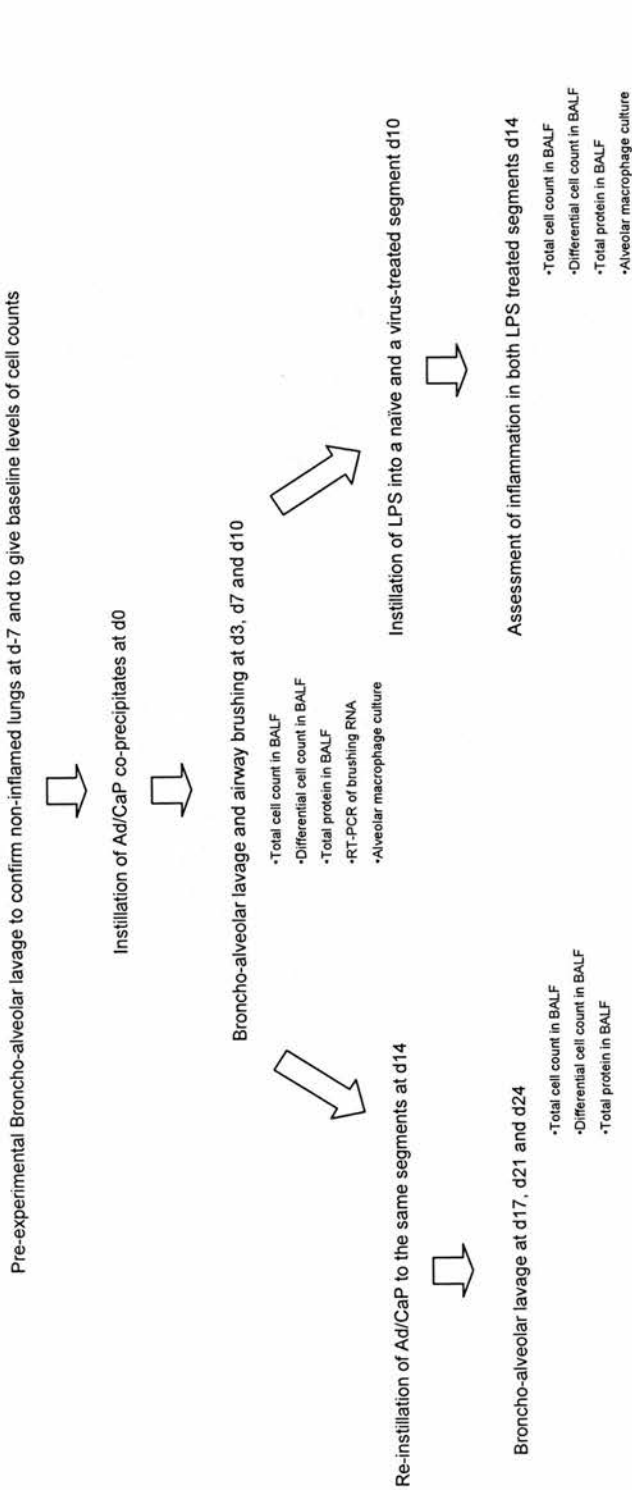 Pre-experimental Broncho-alveolar lavage to confirm non-inflamed lungs at d-7 and to give baseline levels of cell counts
Instillation of Ad/CaP co-precipitates at d0
Broncho-alveolar lavage and airway brushing at d3, d7 and d10
•Total cell count in BALF
•Differential cell count in BALF
•Total protein in BALF
•RT-PCR of brushing RNA
•Alveolar macrophage culture
Re-instillation of Ad/CaP to the same segments at d14
Broncho-alveolar lavage at d17, d21 and d24
•Total cell count in BALF
•Differential cell count in BALF
•Total protein in BALF
Instillation of LPS into a naïve and a virus-treated segment d10
Assessment of inflammation in both LPS treated segments d14
•Total cell count in BALF
•Differential cell count in BALF
•Total protein in BALF
•Alveolar macrophage culture